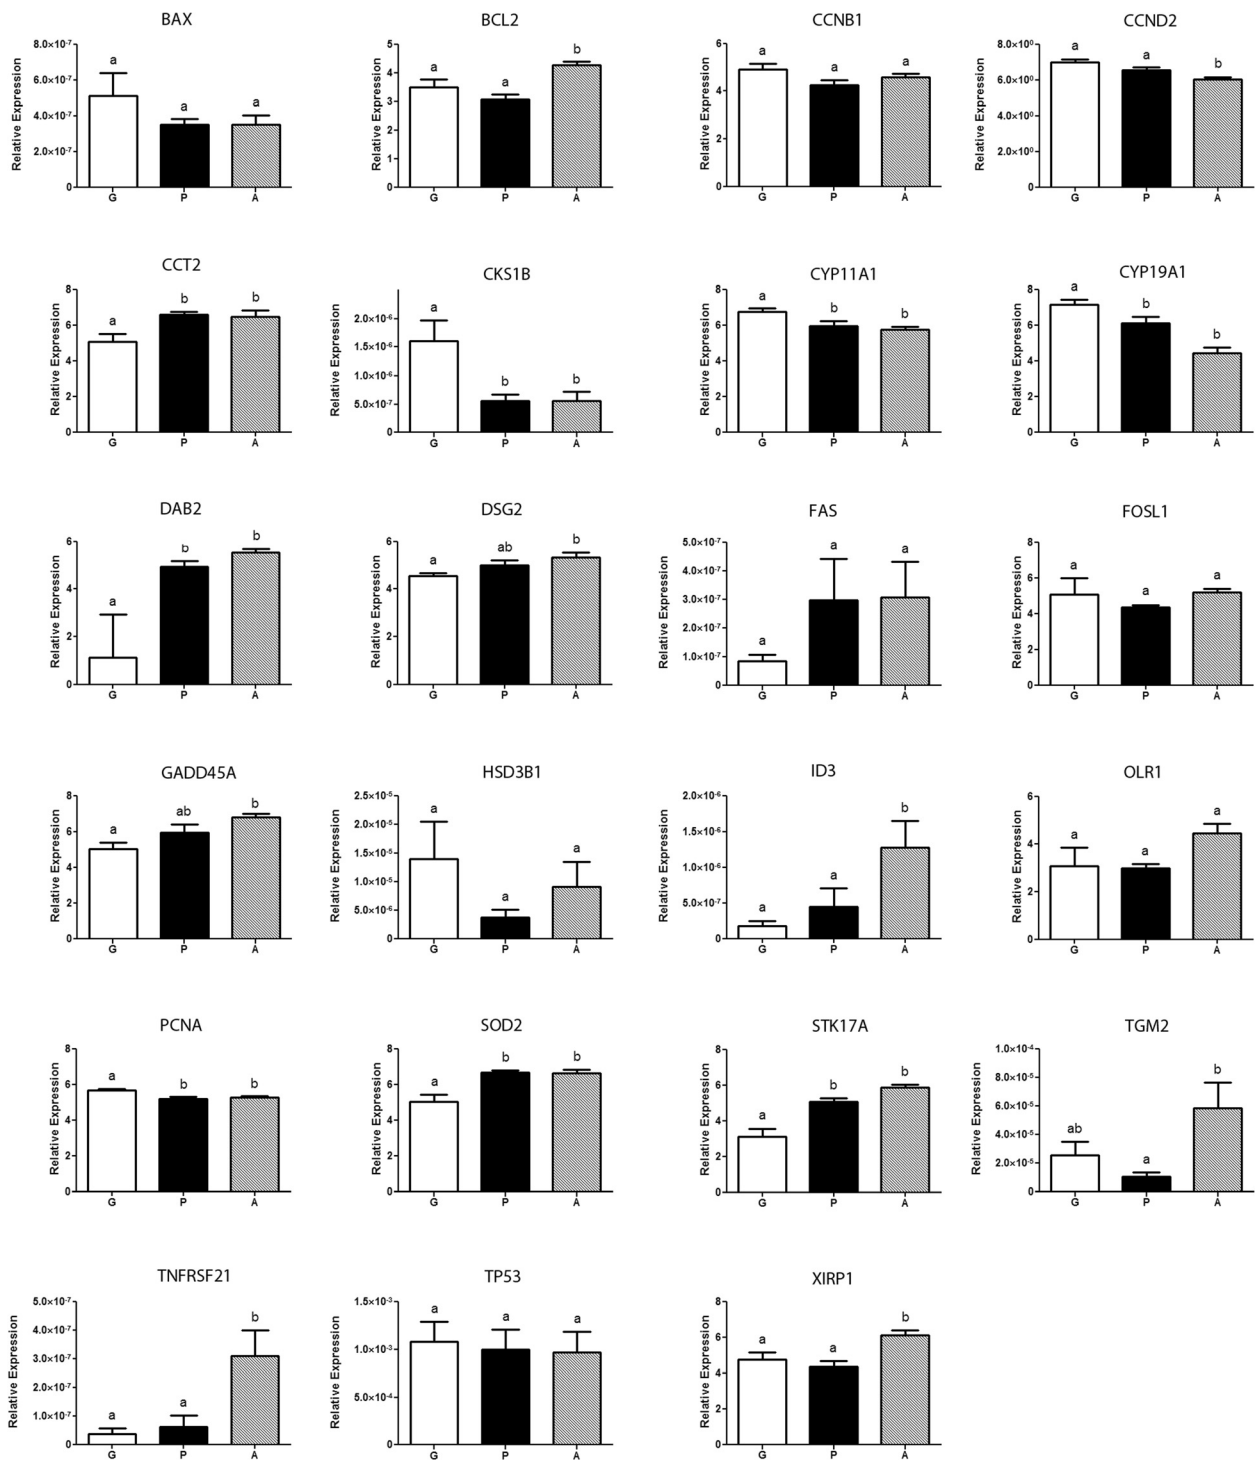 BAX
BCL2
CCNB1
CCND2
Relative Expression
8.0×10⁻⁷
6.0×10⁻⁷
4.0×10⁻⁷
2.0×10⁻⁷
0
a
a
a
G P A
Relative Expression
5
4
3
2
1
0
a
a
b
G P A
Relative Expression
6
4
2
0
a
a
a
G P A
Relative Expression
8.0×10⁰
6.0×10⁰
4.0×10⁰
2.0×10⁰
0
a
a
b
G P A
CCT2
CKS1B
CYP11A1
CYP19A1
Relative Expression
8
6
4
2
0
a
b
b
G P A
Relative Expression
2.0×10⁻⁶
1.5×10⁻⁶
1.0×10⁻⁶
5.0×10⁻⁷
0
a
b
b
G P A
Relative Expression
8
6
4
2
0
a
b
b
G P A
Relative Expression
8
6
4
2
0
a
b
b
G P A
DAB2
DSG2
FAS
FOSL1
Relative Expression
6
4
2
0
a
b
b
G P A
Relative Expression
6
4
2
0
a
ab
b
G P A
Relative Expression
5.0×10⁻⁷
4.0×10⁻⁷
3.0×10⁻⁷
2.0×10⁻⁷
1.0×10⁻⁷
0
a
a
a
G P A
Relative Expression
8
6
4
2
0
a
a
a
G P A
GADD45A
HSD3B1
ID3
OLR1
Relative Expression
8
6
4
2
0
a
ab
b
G P A
Relative Expression
2.5×10⁻⁵
2.0×10⁻⁵
1.5×10⁻⁵
1.0×10⁻⁵
5.0×10⁻⁶
0
a
a
a
G P A
Relative Expression
2.0×10⁻⁶
1.5×10⁻⁶
1.0×10⁻⁶
5.0×10⁻⁷
0
a
a
b
G P A
Relative Expression
6
4
2
0
a
a
a
G P A
PCNA
SOD2
STK17A
TGM2
Relative Expression
8
6
4
2
0
a
b
b
G P A
Relative Expression
8
6
4
2
0
a
b
b
G P A
Relative Expression
8
6
4
2
0
a
b
b
G P A
Relative Expression
1.0×10⁻⁴
8.0×10⁻⁵
6.0×10⁻⁵
4.0×10⁻⁵
2.0×10⁻⁵
0
ab
a
b
G P A
TNFRSF21
TP53
XIRP1
Relative Expression
5.0×10⁻⁷
4.0×10⁻⁷
3.0×10⁻⁷
2.0×10⁻⁷
1.0×10⁻⁷
0
a
a
b
G P A
Relative Expression
1.5×10⁻³
1.0×10⁻³
5.0×10⁻⁴
0
a
a
a
G P A
Relative Expression
8
6
4
2
0
a
a
b
G P A